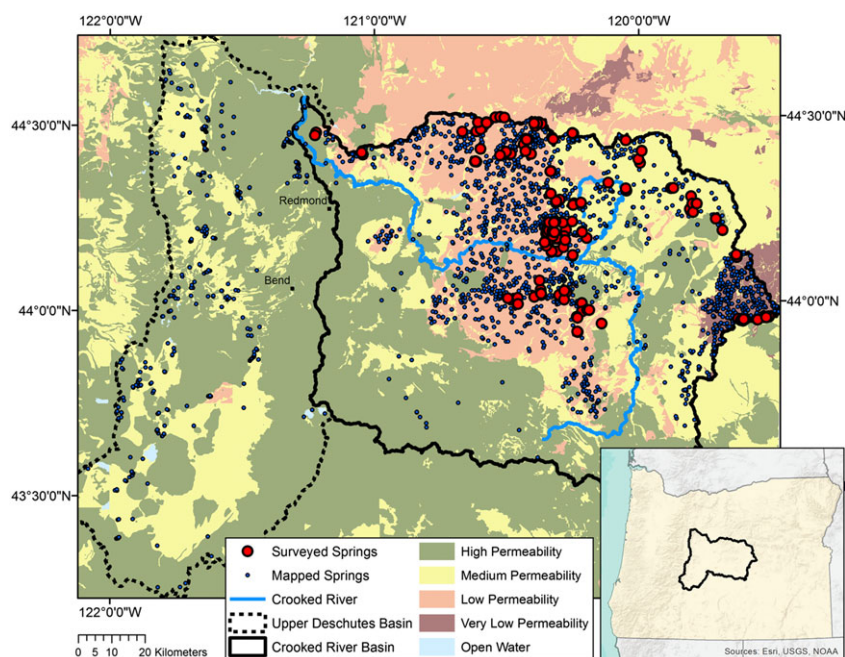 122°0'0"W
121°0'0"W
120°0'0"W
44°30'0"N
44°30'0"N
Redmond
Bend
44°0'0"N
44°0'0"N
43°30'0"N
Surveyed Springs
Mapped Springs
Crooked River
Upper Deschutes Basin
Crooked River Basin
High Permeability
Medium Permeability
Low Permeability
Very Low Permeability
Open Water
122°0'0"W
0 5 10 20 Kilometers
Sources: Esri, USGS, NOAA